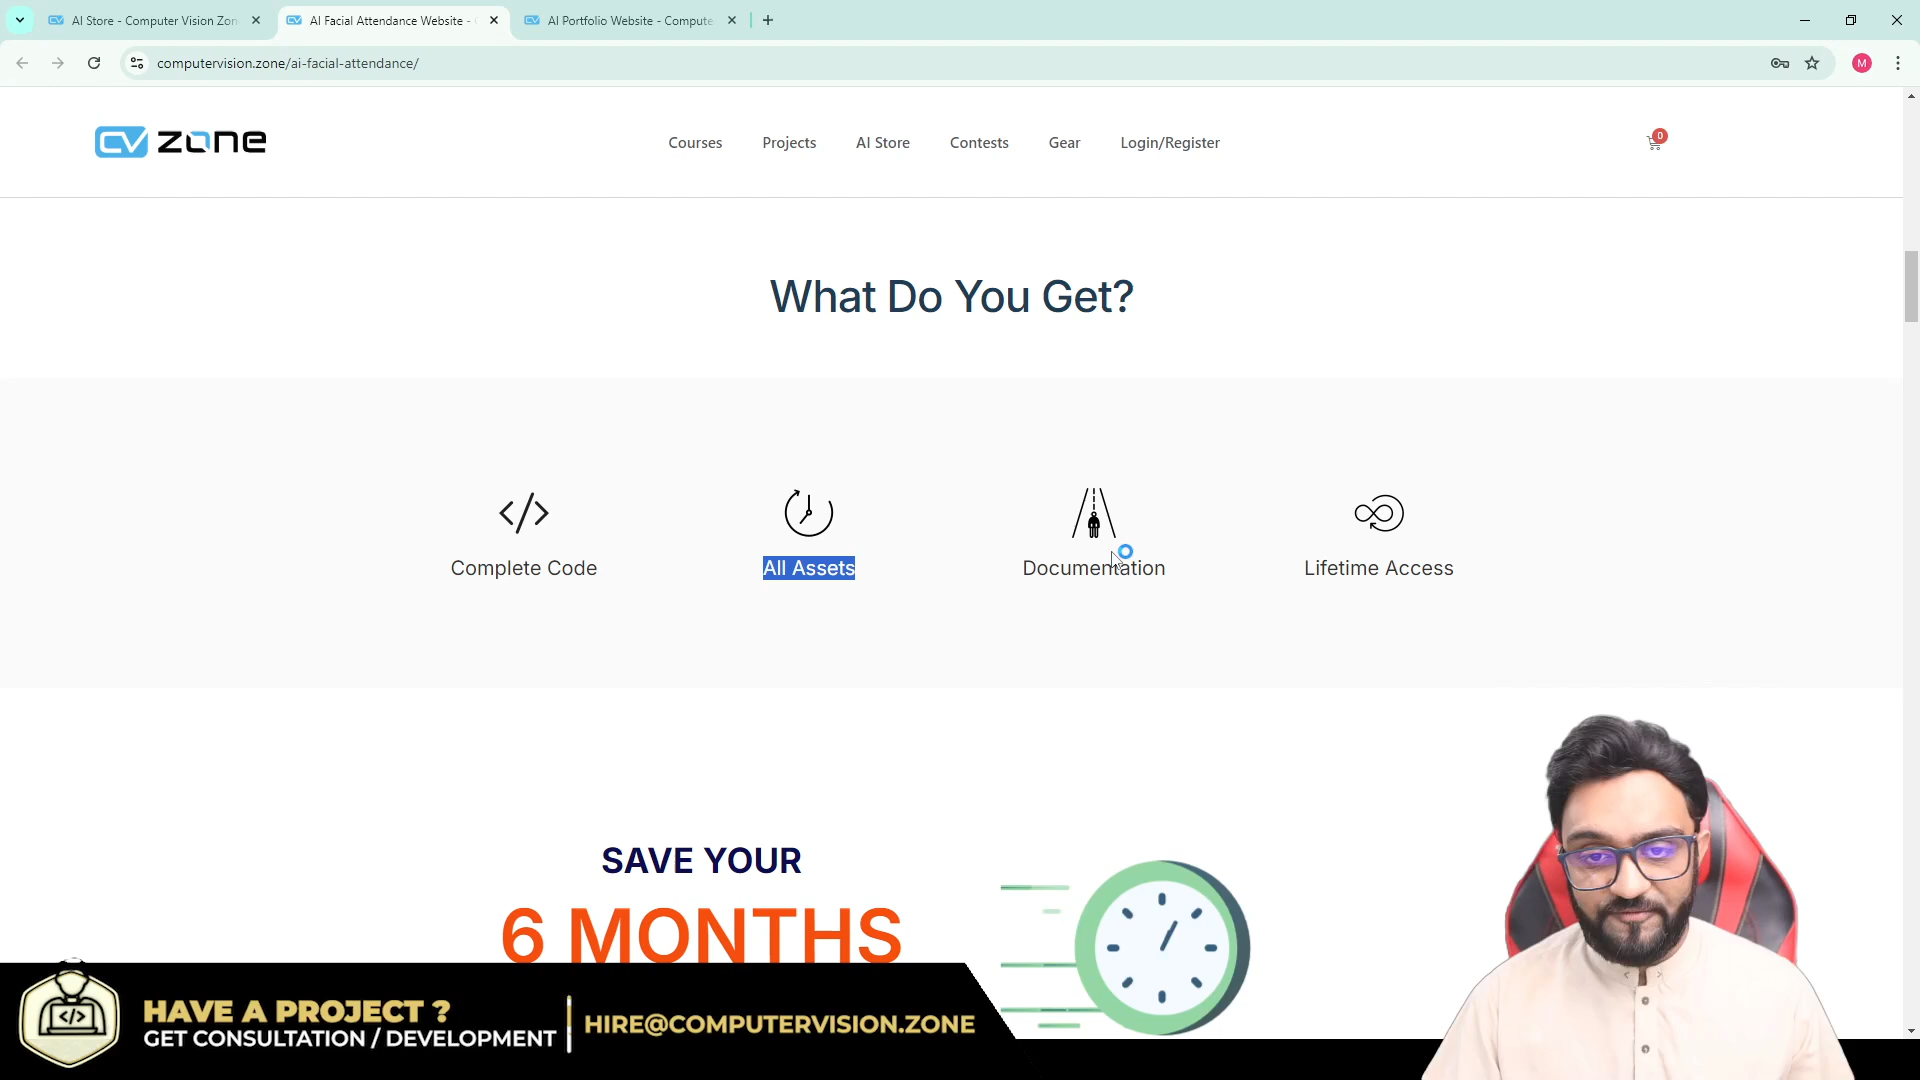 AI Store - Computer Vision Zon
AI Facial Attendance Website -
AI Portfolio Website - Compute
computervision.zone/ai-facial-attendance/
M
CV zone
Courses
Projects
AI Store
Contests
Gear
Login/Register
0
What Do You Get?
Complete Code
All Assets
Documentation
Lifetime Access
SAVE YOUR
6 MONTHS
HAVE A PROJECT ?
GET CONSULTATION / DEVELOPMENT
HIRE@COMPUTERVISION.ZONE